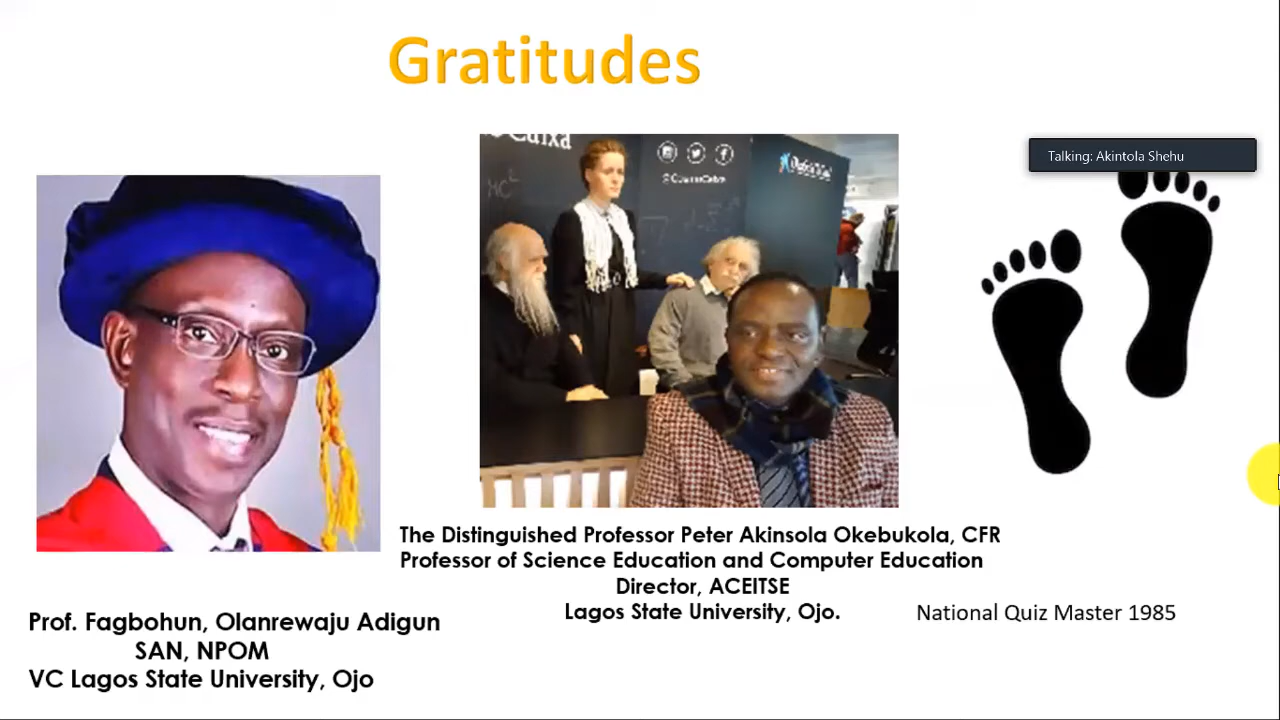 Gratitudes
Talking: Akintola Shehu
MC²
The Distinguished Professor Peter Akinsola Okebukola, CFR
Professor of Science Education and Computer Education
Director, ACEITSE
Lagos State University, Ojo.
National Quiz Master 1985
Prof. Fagbohun, Olanrewaju Adigun
SAN, NPOM
VC Lagos State University, Ojo